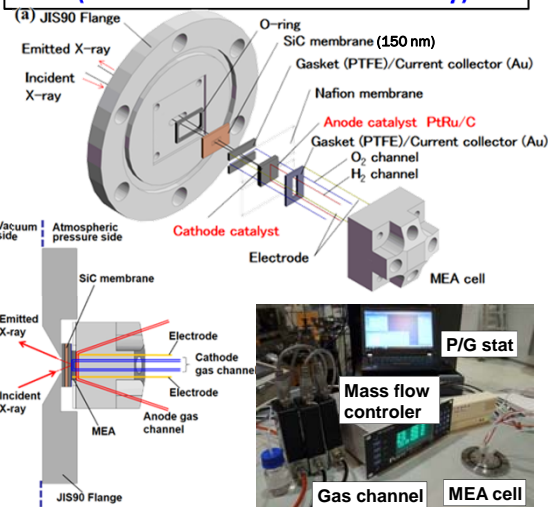 (a) JIS90 Flange
O-ring
SiC membrane (150 nm)
Emitted X-ray
Gasket (PTFE)/Current collector (Au)
Incident
X-ray
Nafion membrane
Anode catalyst PtRu/C
Gasket (PTFE)/Current collector (Au)
O2 channel
H2 channel
Cathode catalyst
Electrode
MEA cell
Vacuum
side
Atmospheric
pressure side
SiC membrane
Emitted
X-ray
Electrode
Cathode
gas channel
Electrode
Incident
X-ray
Anode gas
channel
MEA
JIS90 Flange
P/G stat
Mass flow
controler
Gas channel
MEA cell